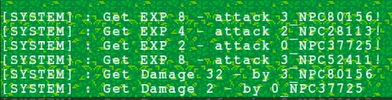 [SYSTEM] : Get EXP 8 - attack 3 NPC80156!
[SYSTEM] : Get EXP 4 - attack 2 NPC28113!
[SYSTEM] : Get EXP 2 - attack 0 NPC37725!
[SYSTEM] : Get EXP 8 - attack 3 NPC52411!
[SYSTEM] : Get Damage 32 - by 3 NPC80156
[SYSTEM] : Get Damage 2 - by 0 NPC37725